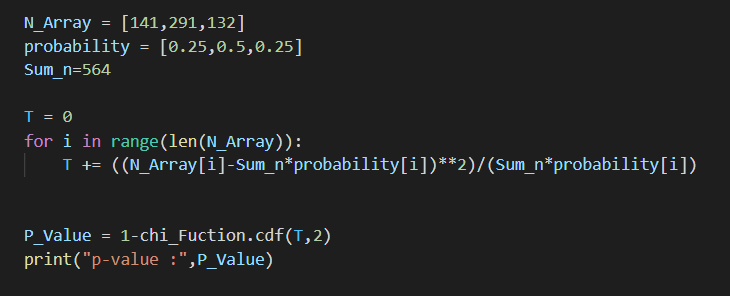 N_Array = [141,291,132]
probability = [0.25,0.5,0.25]
Sum_n=564
T = 0
for i in range(len(N_Array)):
    T += ((N_Array[i]-Sum_n*probability[i])**2)/(Sum_n*probability[i])
P_Value = 1-chi_Fuction.cdf(T,2)
print("p-value :",P_Value)